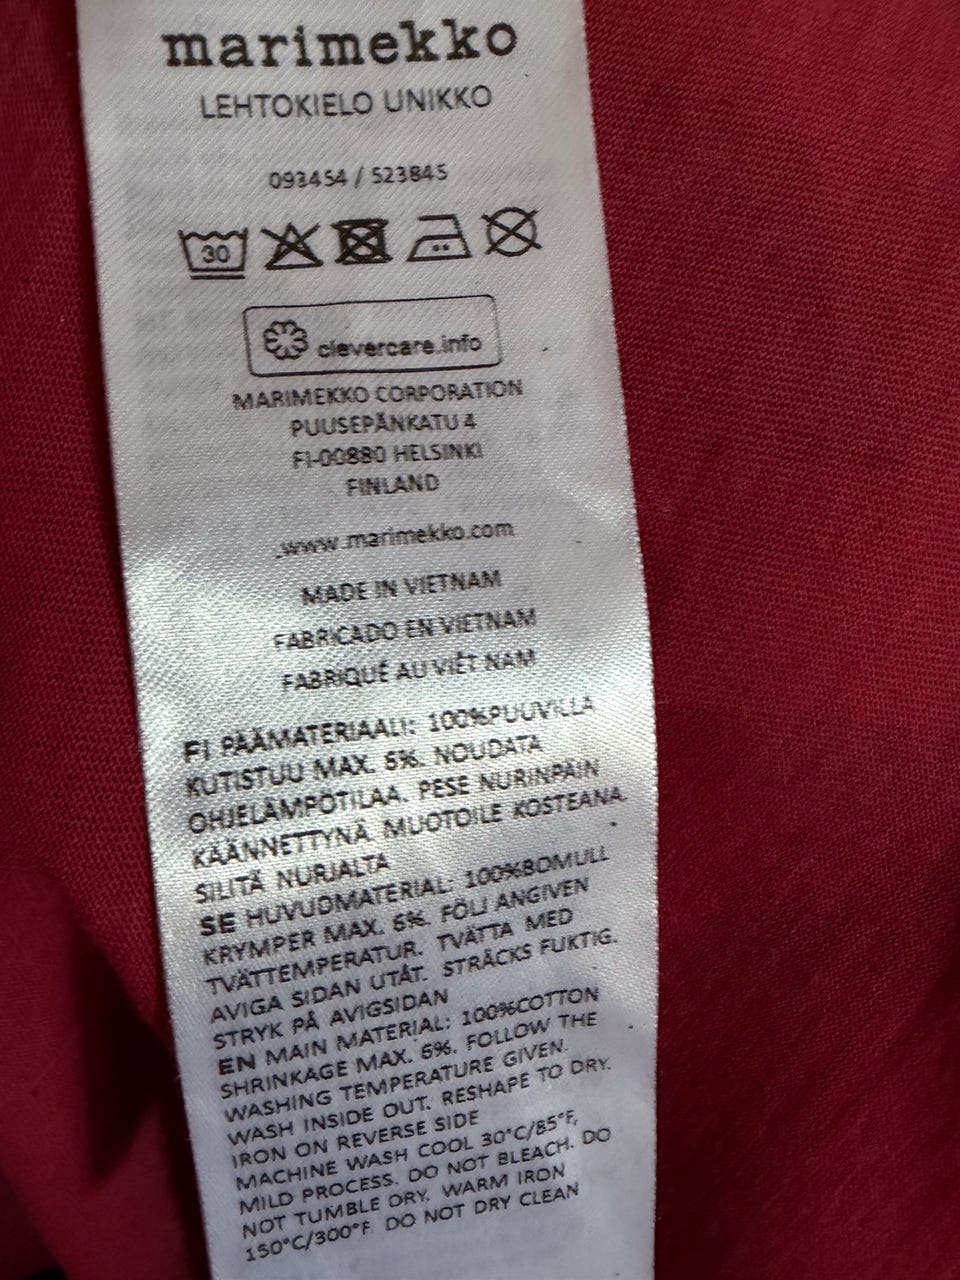 marimekko
LEHTOKIELO UNIKKO
093454 / 523845
30
clevercare.info
MARIMEKKO CORPORATION
PUUSEPÄNKATU 4
FI-00880 HELSINKI
FINLAND
www.marimekko.com
MADE IN VIETNAM
FABRICADO EN VIETNAM
FABRIQUÉ AU VIÊT NAM
FI PÄÄMATERIAALI: 100%PUUVILLA
KUTISTUU MAX. 6%. NOUDATA
OHJELÄMPÖTILAA. PESE NURINPÄIN
KÄÄNNETTYNÄ. MUOTOILE KOSTEANA.
SILITÄ NURJALTA
SE HUVUDMATERIAL: 100%BOMULL
KRYMPER MAX. 6%. FÖLJ ANGIVEN
TVÄTTEMPERATUR. TVÄTTA MED
AVIGA SIDAN UTÅT. STRÄCKS FUKTIG.
STRYK PÅ AVIGSIDAN
EN MAIN MATERIAL: 100%COTTON
SHRINKAGE MAX. 6%. FOLLOW THE
WASHING TEMPERATURE GIVEN.
WASH INSIDE OUT. RESHAPE TO DRY.
IRON ON REVERSE SIDE
MACHINE WASH COOL 30°C/85°F,
MILD PROCESS. DO NOT BLEACH. DO
NOT TUMBLE DRY. WARM IRON
150°C/300°F. DO NOT DRY CLEAN